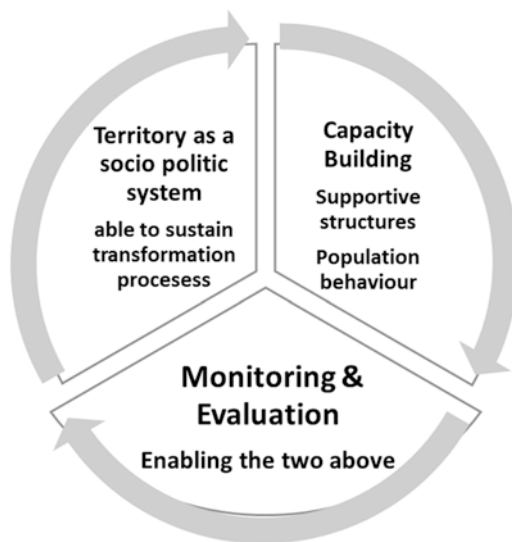 Territory as a
socio politic
system
able to sustain
transformation
procesess
Capacity
Building
Supportive
structures
Population
behaviour
Monitoring &
Evaluation
Enabling the two above